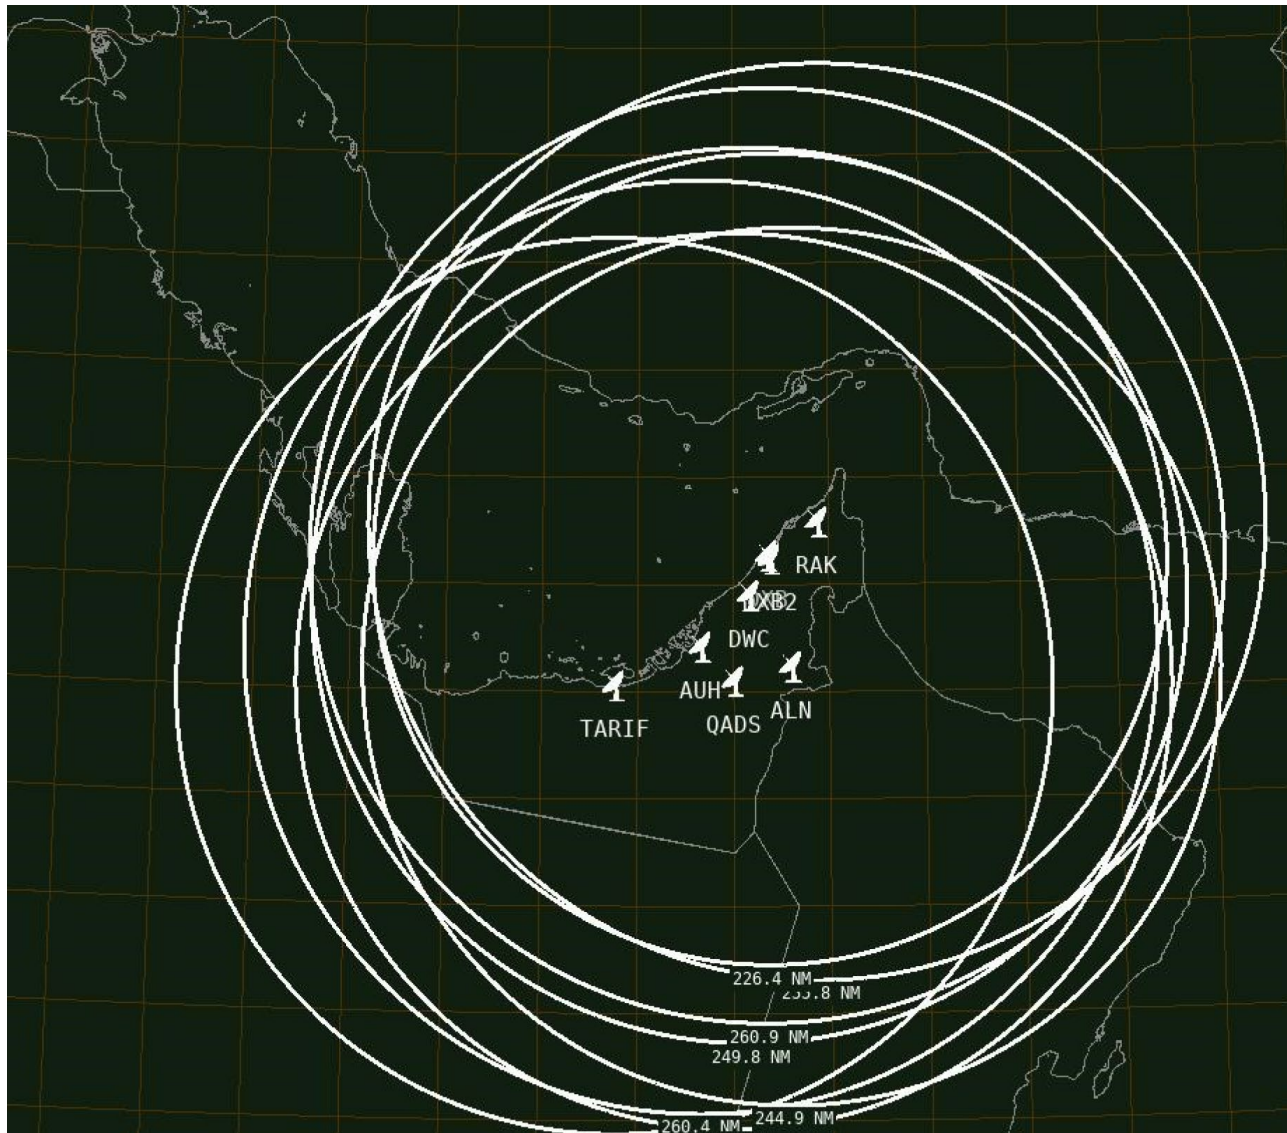 RAK
DXB2
DWC
AUH
ALN
QADS
TARIF
226.4 NM
260.9 NM
249.8 NM
244.9 NM
260.4 NM